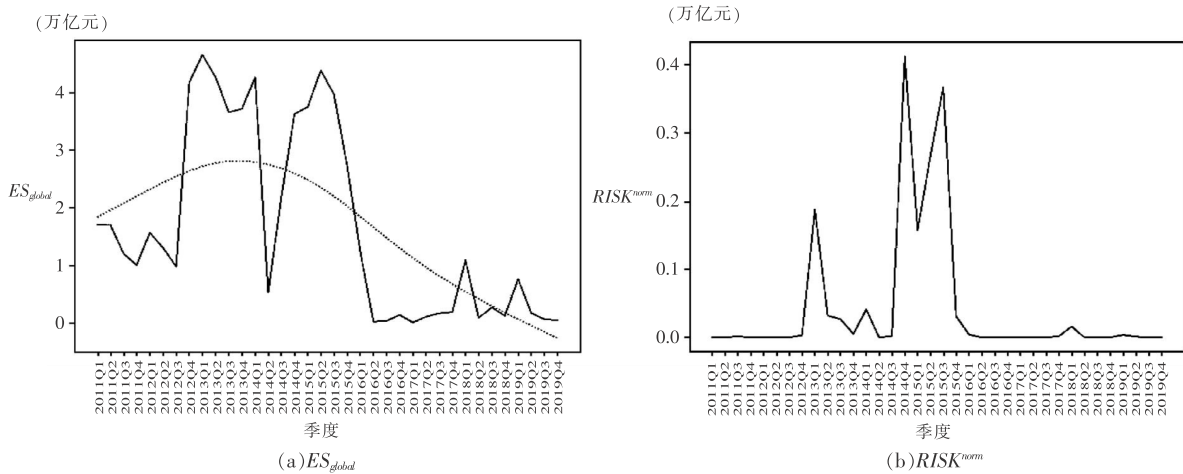 (万亿元)
4
3
2
1
0
ES_global
2011Q1
2011Q2
2011Q3
2011Q4
2012Q1
2012Q2
2012Q3
2012Q4
2013Q1
2013Q2
2013Q3
2013Q4
2014Q1
2014Q2
2014Q3
2014Q4
2015Q1
2015Q2
2015Q3
2015Q4
2016Q1
2016Q2
2016Q3
2016Q4
2017Q1
2017Q2
2017Q3
2017Q4
2018Q1
2018Q2
2018Q3
2018Q4
2019Q1
2019Q2
2019Q3
2019Q4
季度
(a)ES_global
(万亿元)
0.4
0.3
0.2
0.1
0.0
RISK^norm
2011Q1
2011Q2
2011Q3
2011Q4
2012Q1
2012Q2
2012Q3
2012Q4
2013Q1
2013Q2
2013Q3
2013Q4
2014Q1
2014Q2
2014Q3
2014Q4
2015Q1
2015Q2
2015Q3
2015Q4
2016Q1
2016Q2
2016Q3
2016Q4
2017Q1
2017Q2
2017Q3
2017Q4
2018Q1
2018Q2
2018Q3
2018Q4
2019Q1
2019Q2
2019Q3
2019Q4
季度
(b)RISK^norm